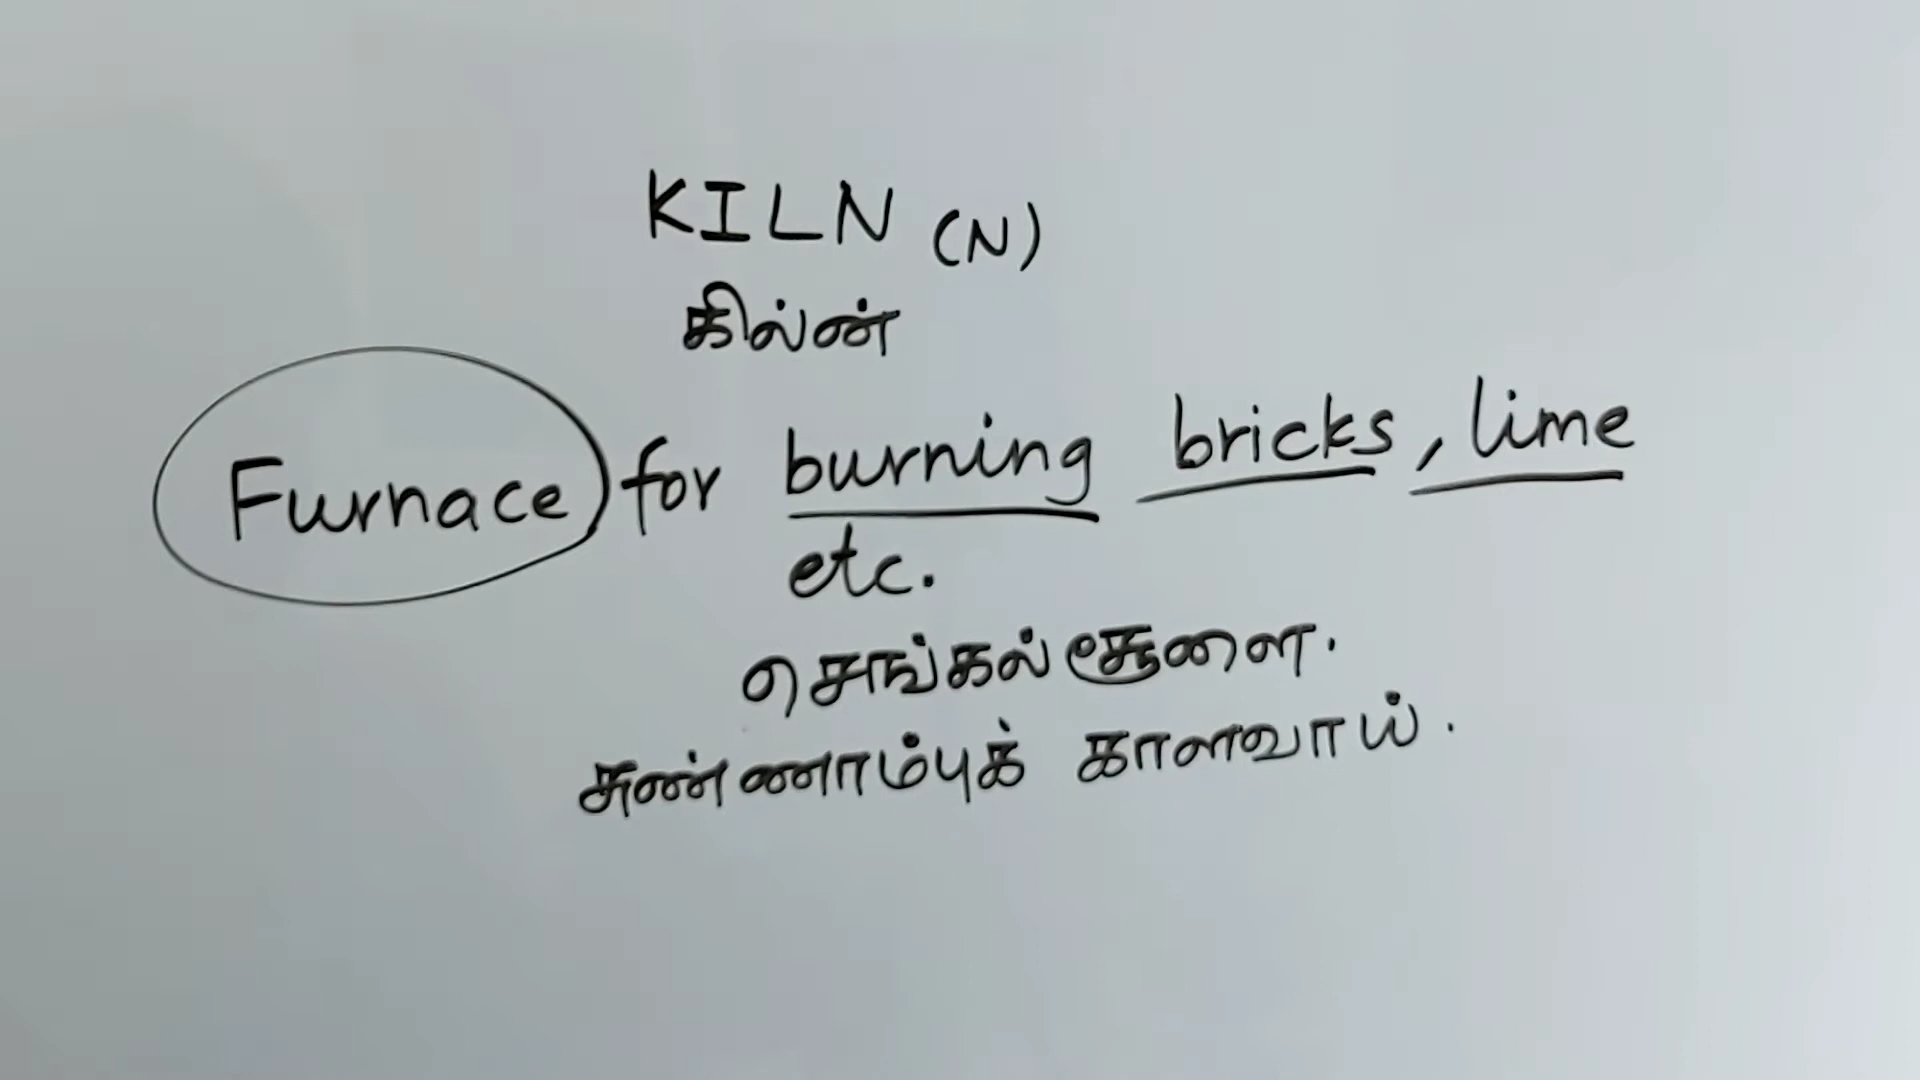 KILN (N)
கில்ன்
Furnace for burning bricks, lime
etc.
செங்கல் சூளை.
சுண்ணாம்புக் காளவாய்.